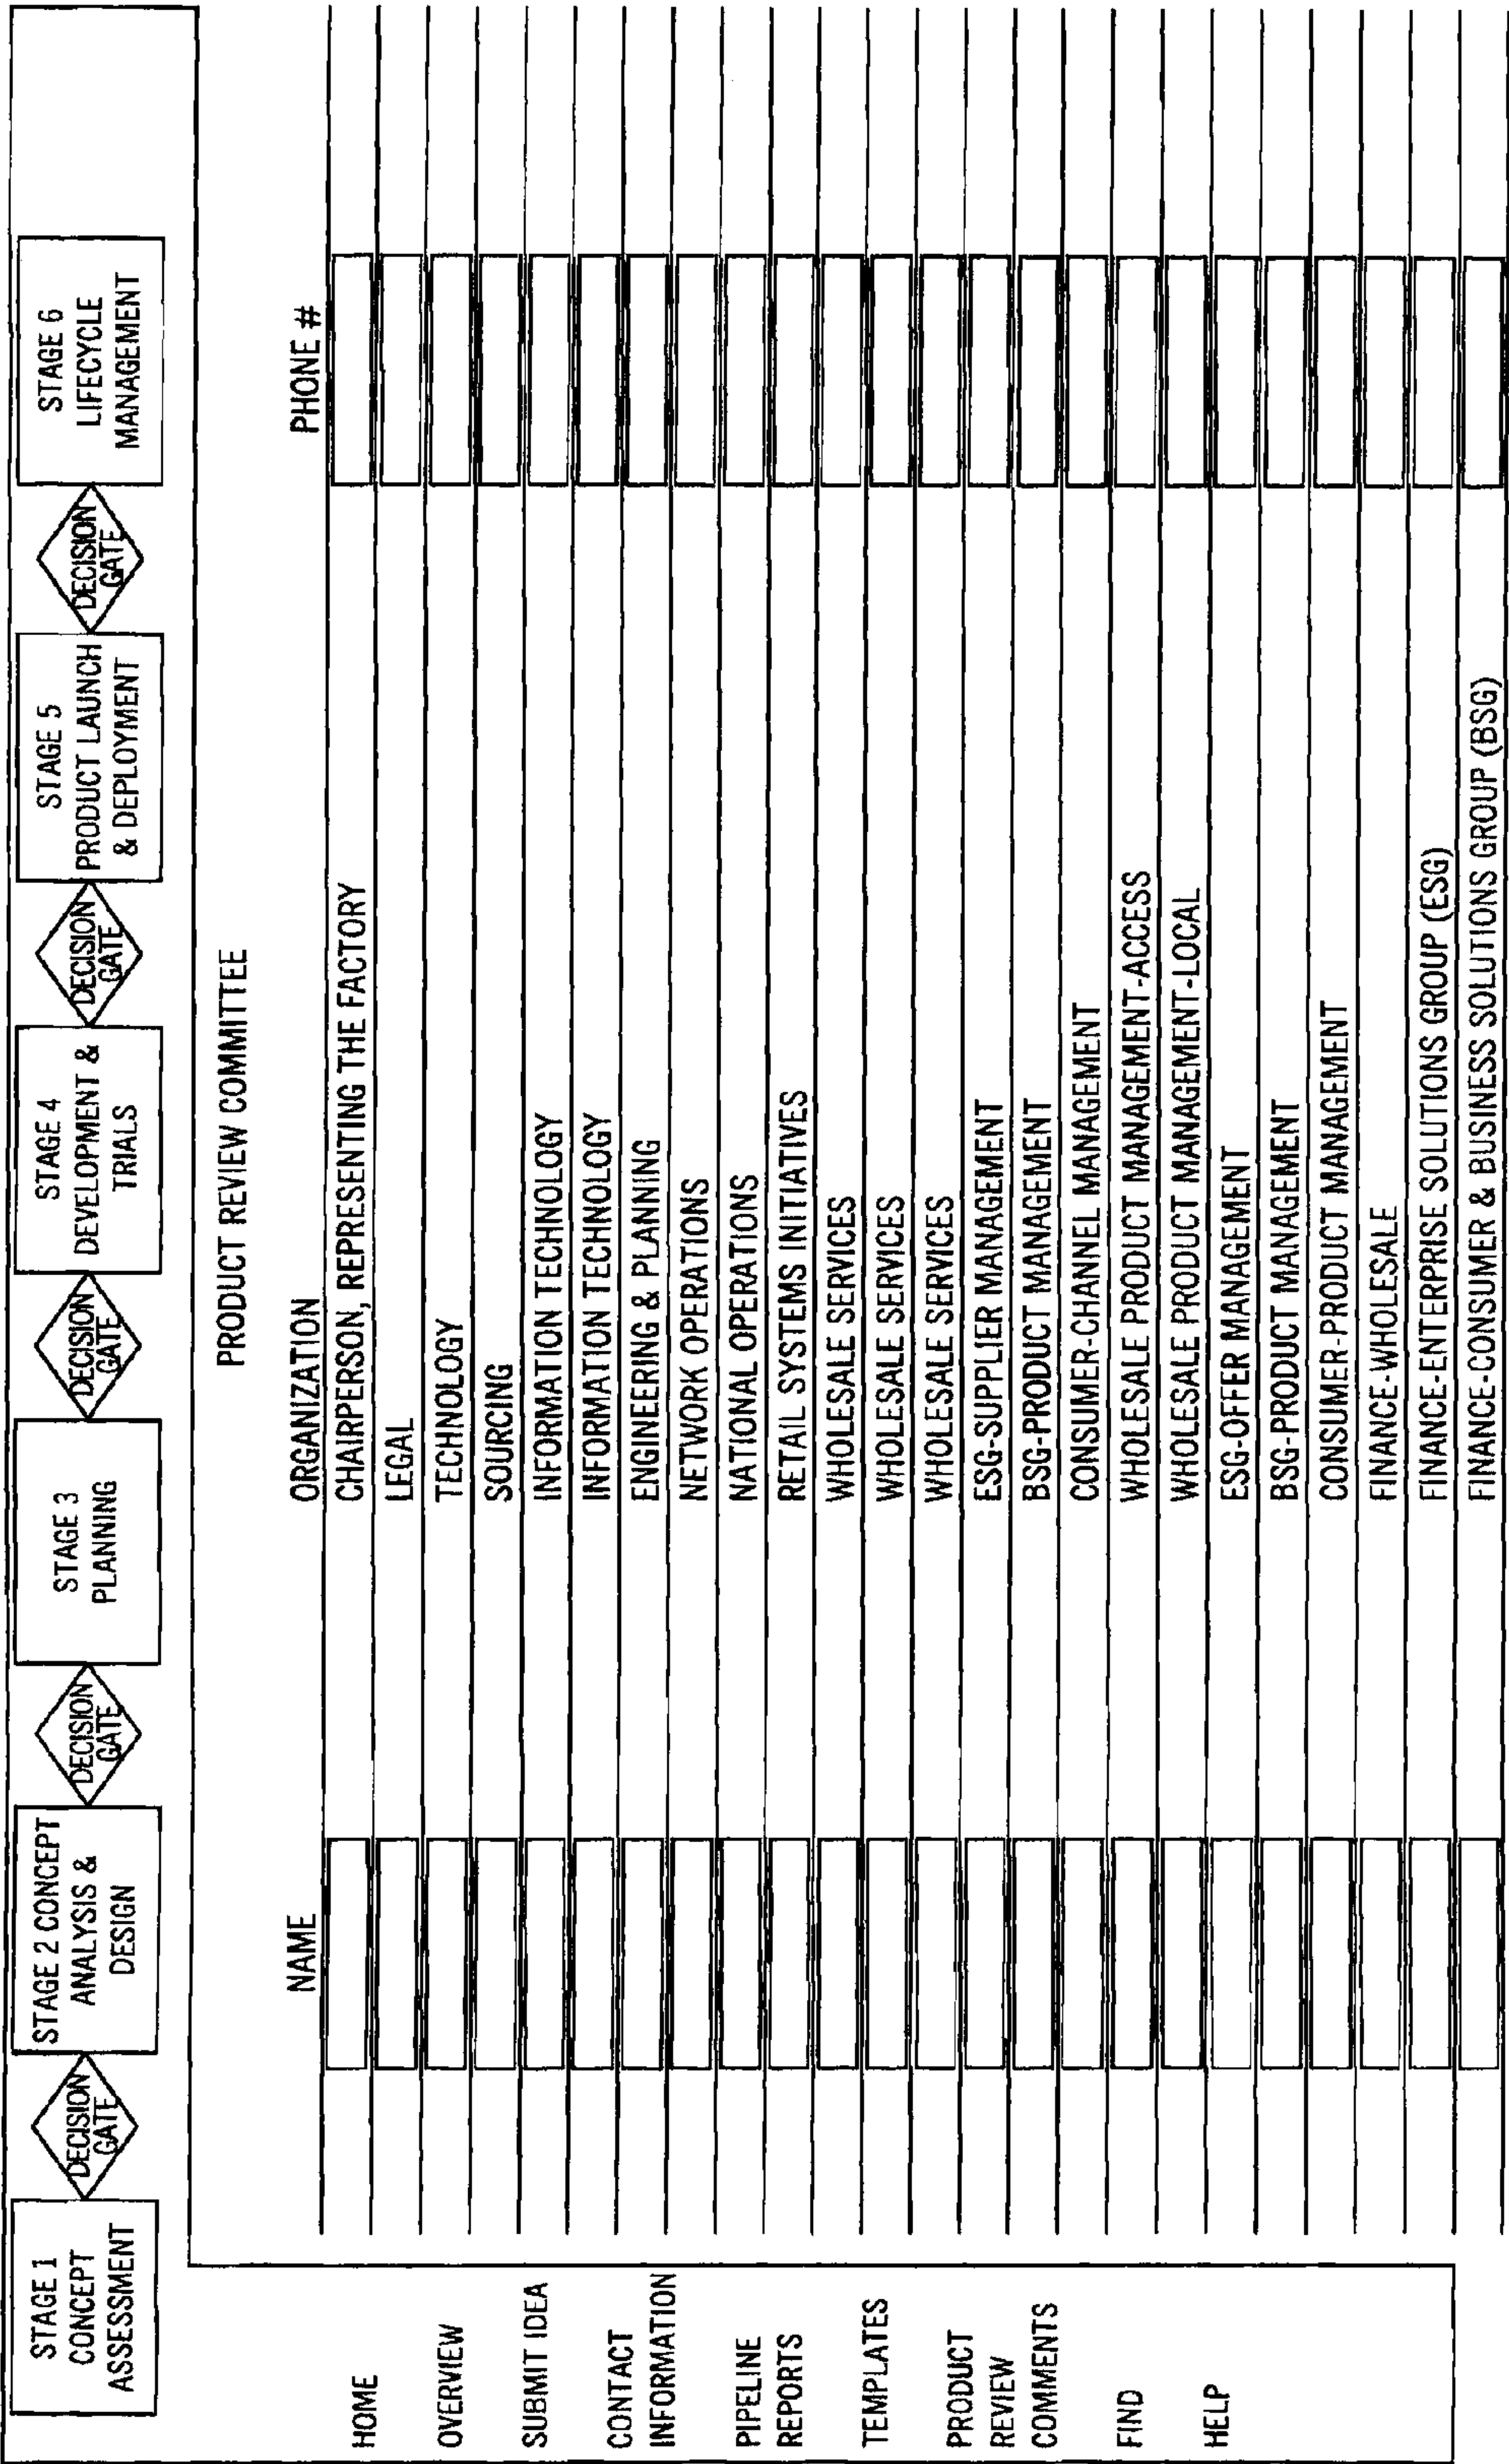 STAGE 1
CONCEPT
ASSESSMENT
DECISION
GATE
STAGE 2 CONCEPT
ANALYSIS &
DESIGN
DECISION
GATE
STAGE 3
PLANNING
DECISION
GATE
STAGE 4
DEVELOPMENT &
TRIALS
DECISION
GATE
STAGE 5
PRODUCT LAUNCH
& DEPLOYMENT
DECISION
GATE
STAGE 6
LIFECYCLE
MANAGEMENT
HOME
OVERVIEW
SUBMIT IDEA
CONTACT
INFORMATION
PIPELINE
REPORTS
TEMPLATES
PRODUCT
REVIEW
COMMENTS
FIND
HELP
PRODUCT REVIEW COMMITTEE
NAME ORGANIZATION PHONE #
CHAIRPERSON, REPRESENTING THE FACTORY
LEGAL
TECHNOLOGY
SOURCING
INFORMATION TECHNOLOGY
INFORMATION TECHNOLOGY
ENGINEERING & PLANNING
NETWORK OPERATIONS
NATIONAL OPERATIONS
RETAIL SYSTEMS INITIATIVES
WHOLESALE SERVICES
WHOLESALE SERVICES
WHOLESALE SERVICES
ESG-SUPPLIER MANAGEMENT
BSG-PRODUCT MANAGEMENT
CONSUMER-CHANNEL MANAGEMENT
WHOLESALE PRODUCT MANAGEMENT-ACCESS
WHOLESALE PRODUCT MANAGEMENT-LOCAL
ESG-OFFER MANAGEMENT
BSG-PRODUCT MANAGEMENT
CONSUMER-PRODUCT MANAGEMENT
FINANCE-WHOLESALE
FINANCE-ENTERPRISE SOLUTIONS GROUP (ESG)
FINANCE-CONSUMER & BUSINESS SOLUTIONS GROUP (BSG)